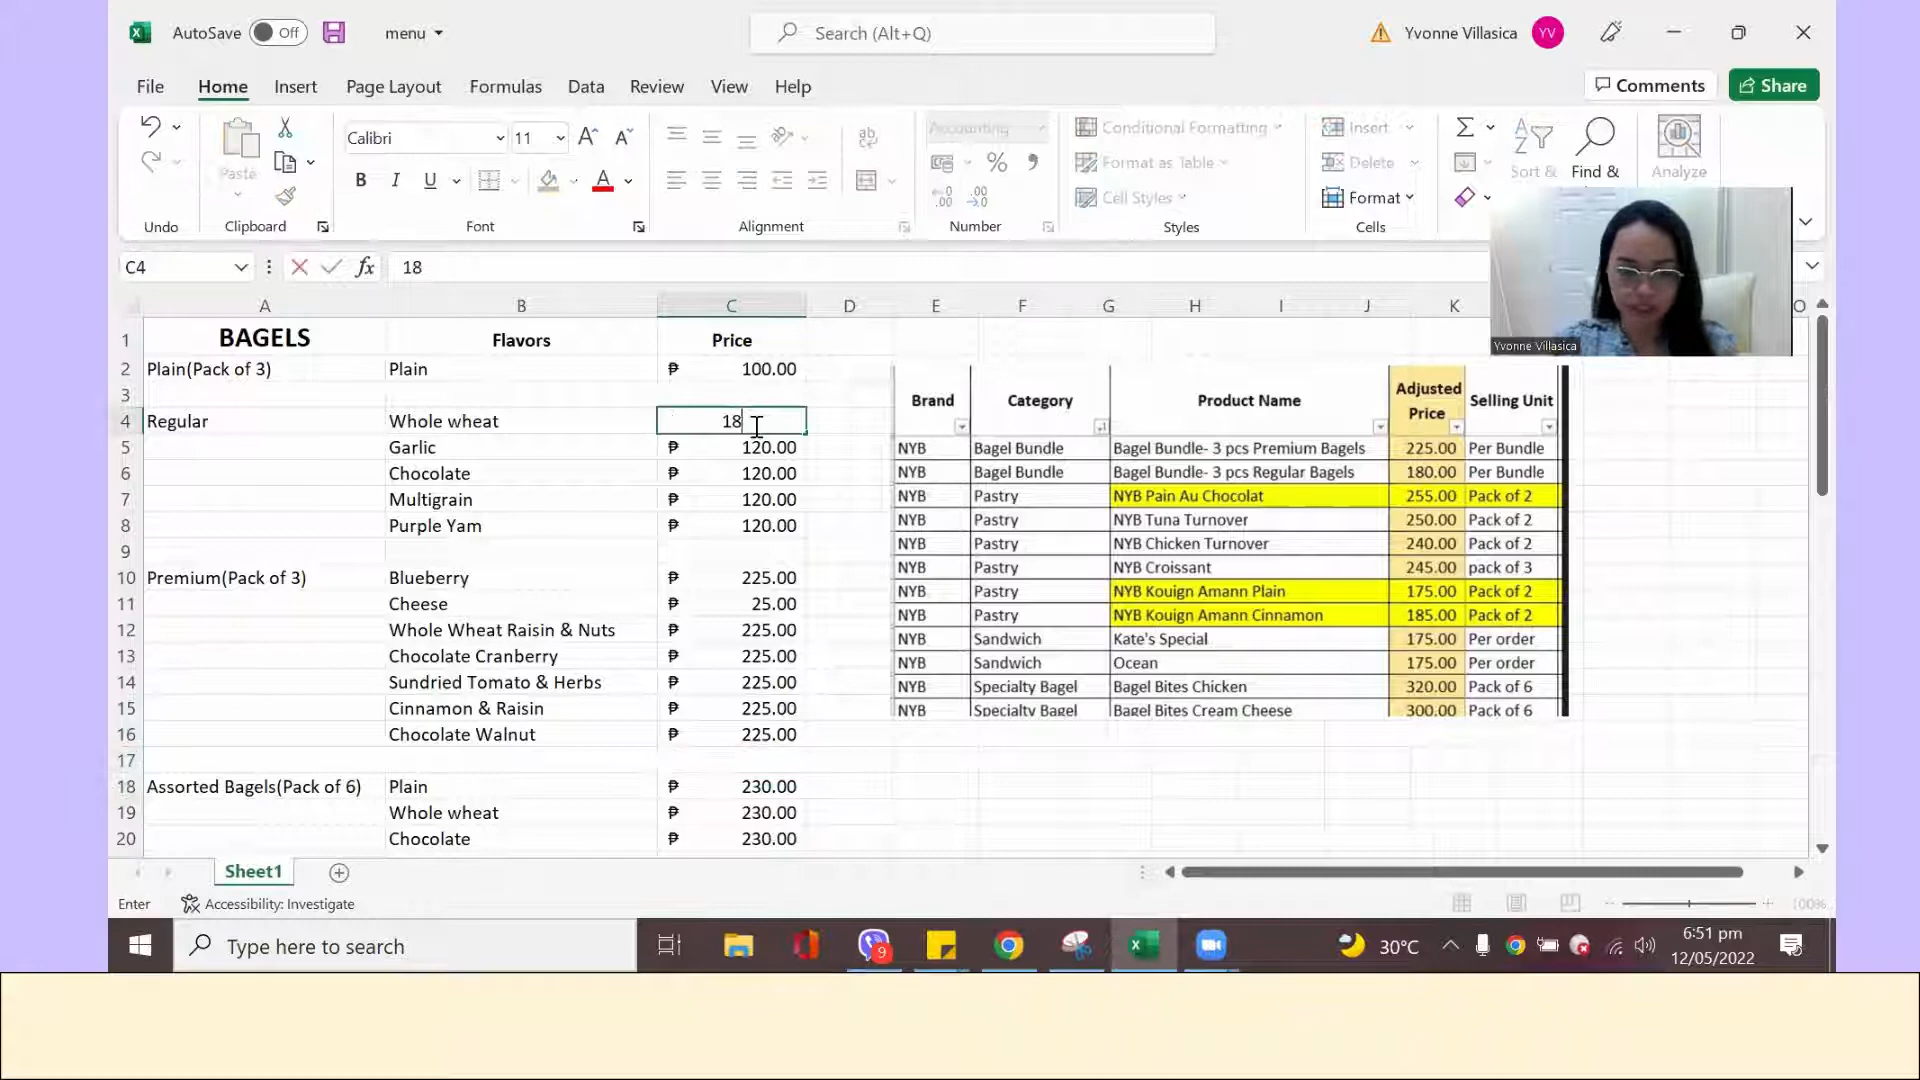 AutoSave Off menu Search (Alt+Q) Yvonne Villasica YV
File Home Insert Page Layout Formulas Data Review View Help Comments Share
Calibri 11 ab Accounting Conditional Formatting Insert Σ
Paste B I U A % Format as Table Delete Sort & Find & Analyze
Cell Styles Format
Undo Clipboard Font Alignment Number Styles Cells
C4 fx 18
Yvonne Villasica
A B C D E F G H I J K O
1 BAGELS Flavors Price
2 Plain(Pack of 3) Plain ₱ 100.00
3
4 Regular Whole wheat 18
5 Garlic ₱ 120.00
6 Chocolate ₱ 120.00
7 Multigrain ₱ 120.00
8 Purple Yam ₱ 120.00
9
10 Premium(Pack of 3) Blueberry ₱ 225.00
11 Cheese ₱ 25.00
12 Whole Wheat Raisin & Nuts ₱ 225.00
13 Chocolate Cranberry ₱ 225.00
14 Sundried Tomato & Herbs ₱ 225.00
15 Cinnamon & Raisin ₱ 225.00
16 Chocolate Walnut ₱ 225.00
17
18 Assorted Bagels(Pack of 6) Plain ₱ 230.00
19 Whole wheat ₱ 230.00
20 Chocolate ₱ 230.00
Brand Category Product Name Adjusted Price Selling Unit
NYB Bagel Bundle Bagel Bundle- 3 pcs Premium Bagels 225.00 Per Bundle
NYB Bagel Bundle Bagel Bundle- 3 pcs Regular Bagels 180.00 Per Bundle
NYB Pastry NYB Pain Au Chocolat 255.00 Pack of 2
NYB Pastry NYB Tuna Turnover 250.00 Pack of 2
NYB Pastry NYB Chicken Turnover 240.00 Pack of 2
NYB Pastry NYB Croissant 245.00 pack of 3
NYB Pastry NYB Kouign Amann Plain 175.00 Pack of 2
NYB Pastry NYB Kouign Amann Cinnamon 185.00 Pack of 2
NYB Sandwich Kate's Special 175.00 Per order
NYB Sandwich Ocean 175.00 Per order
NYB Specialty Bagel Bagel Bites Chicken 320.00 Pack of 6
NYB Specialty Bagel Bagel Bites Cream Cheese 300.00 Pack of 6
Sheet1
Enter Accessibility: Investigate 100%
Type here to search 9 30°C 6:51 pm
12/05/2022